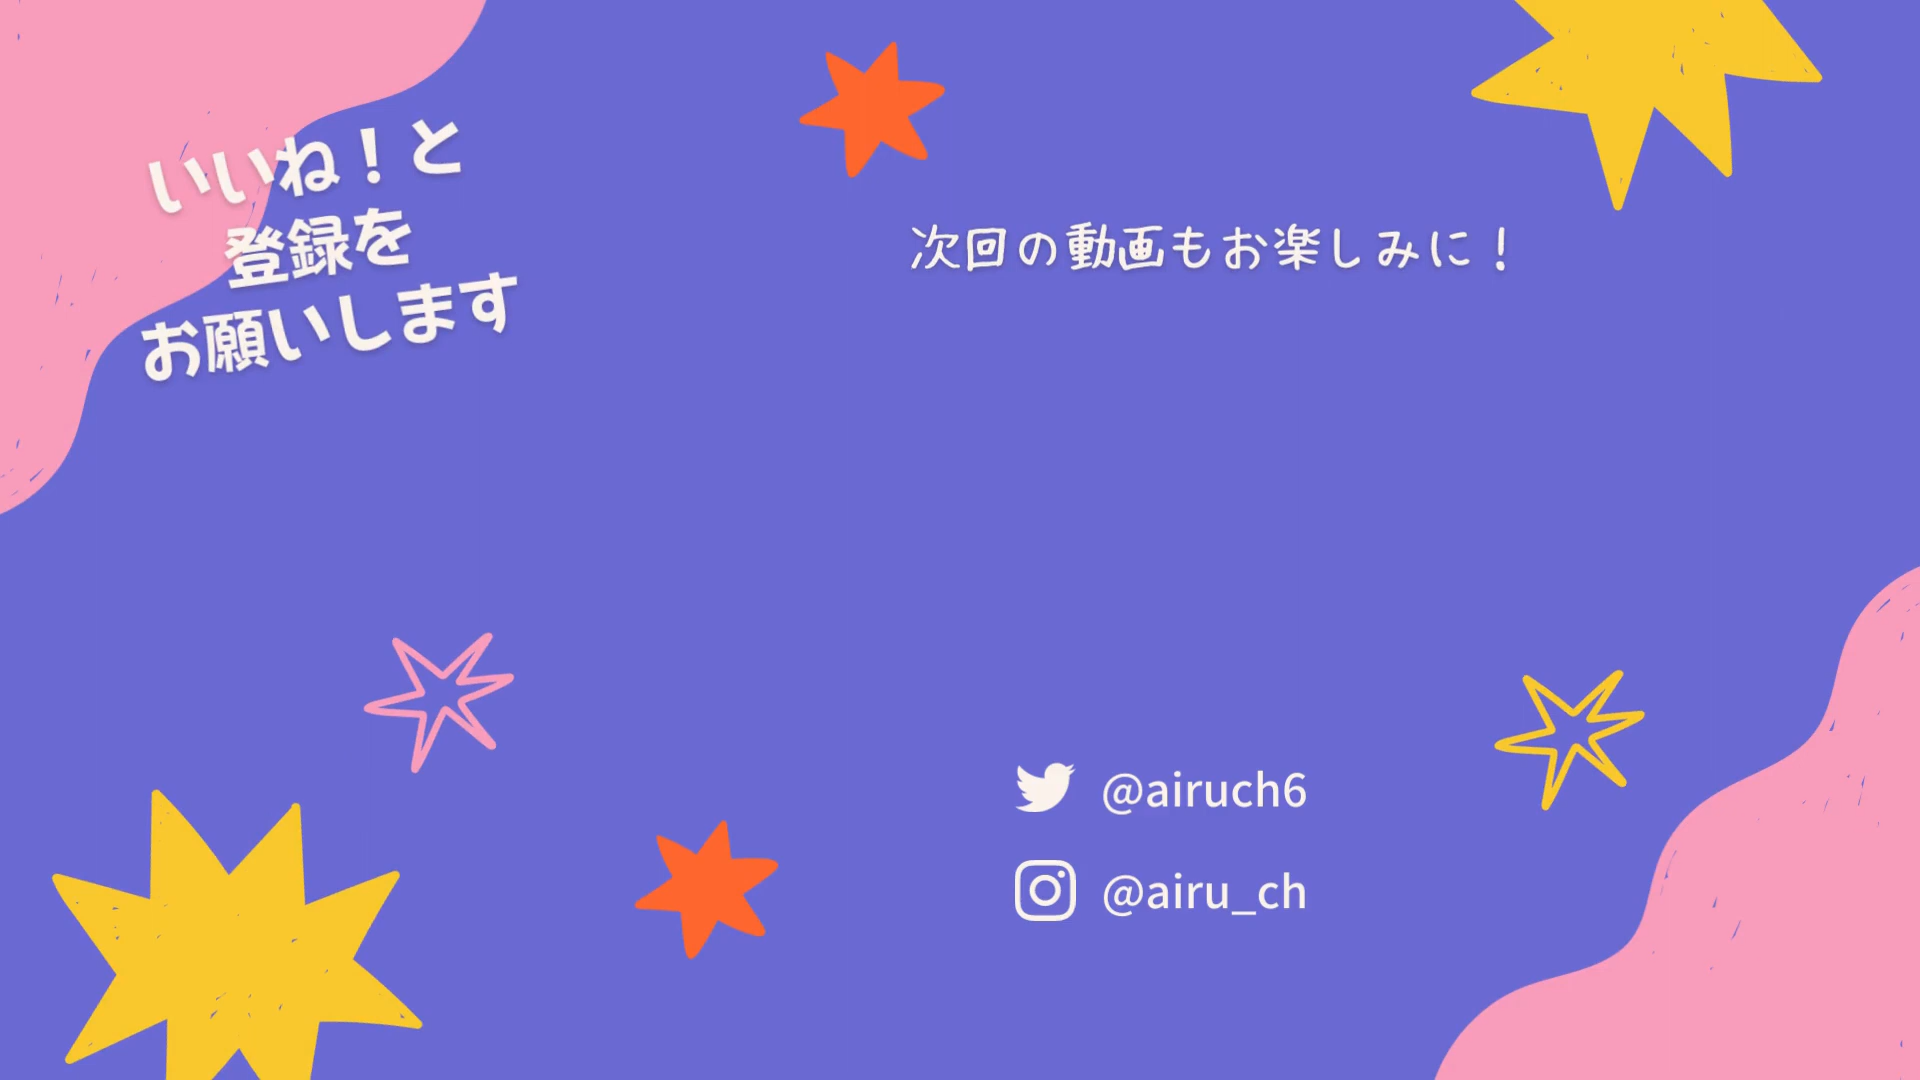 いいね！と
登録を
お願いします
次回の動画もお楽しみに！
@airuch6
@airu_ch